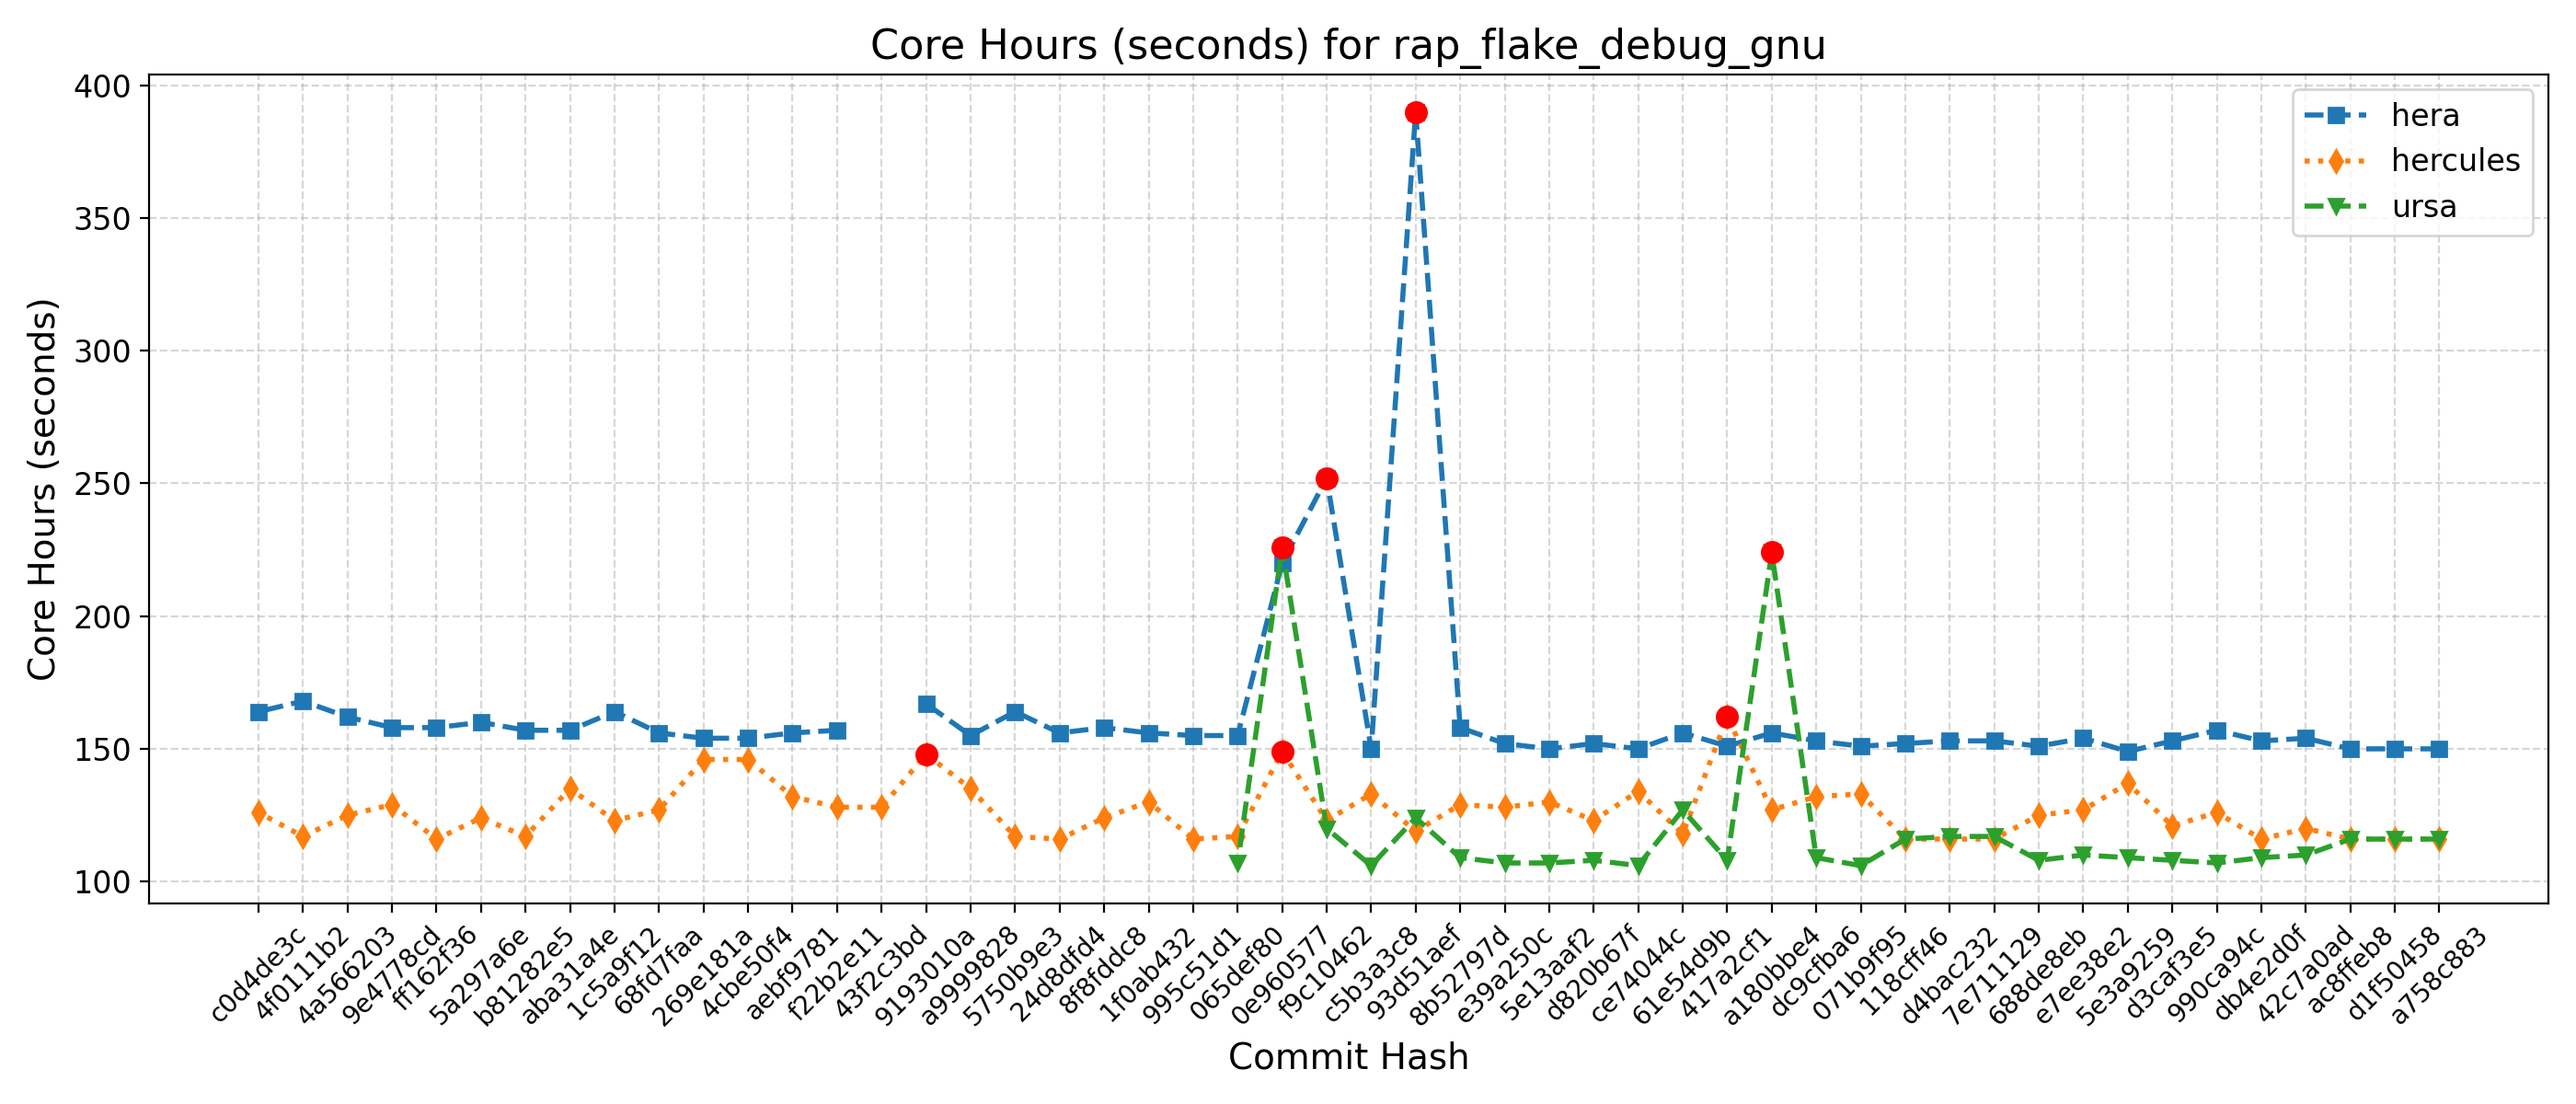 Core Hours (seconds) for rap_flake_debug_gnu
Core Hours (seconds)
400
350
300
250
200
150
100
hera
hercules
ursa
c0d4de3c
4f0111b2
4a566203
9e4778cd
ff162f36
5a297a6e
b81282e5
aba31a4e
1c5a9f12
68fd7faa
269e181a
4cbe50f4
aebf9781
f22b2e11
43f2c3bd
9193010a
a9999828
5750b9e3
24d8dfd4
8f8fddc8
1f0ab432
995c51d1
065def80
0e960577
f9c10462
c5b3a3c8
93d51aef
8b52797d
e39a250c
5e13aaf2
d820b67f
ce74044c
61e54d9b
417a2cf1
a180bbe4
dc9cfba6
071b9f95
118cff46
d4bac232
7e711129
688de8eb
e7ee38e2
5e3a9259
d3caf3e5
990ca94c
db4e2d0f
42c7a0ad
ac8ffeb8
d1f50458
a758c883
Commit Hash